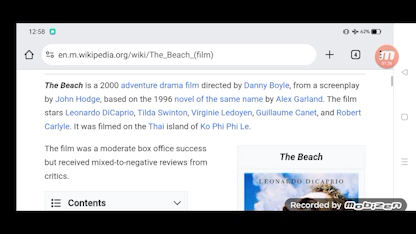 12:58
62%
en.m.wikipedia.org/wiki/The_Beach_(film)
4
The Beach is a 2000 adventure drama film directed by Danny Boyle, from a screenplay
by John Hodge, based on the 1996 novel of the same name by Alex Garland. The film
stars Leonardo DiCaprio, Tilda Swinton, Virginie Ledoyen, Guillaume Canet, and Robert
Carlyle. It was filmed on the Thai island of Ko Phi Phi Le.
The film was a moderate box office success
but received mixed-to-negative reviews from
critics.
The Beach
Contents
LEONARDO DICAPRIO
Recorded by mobizen